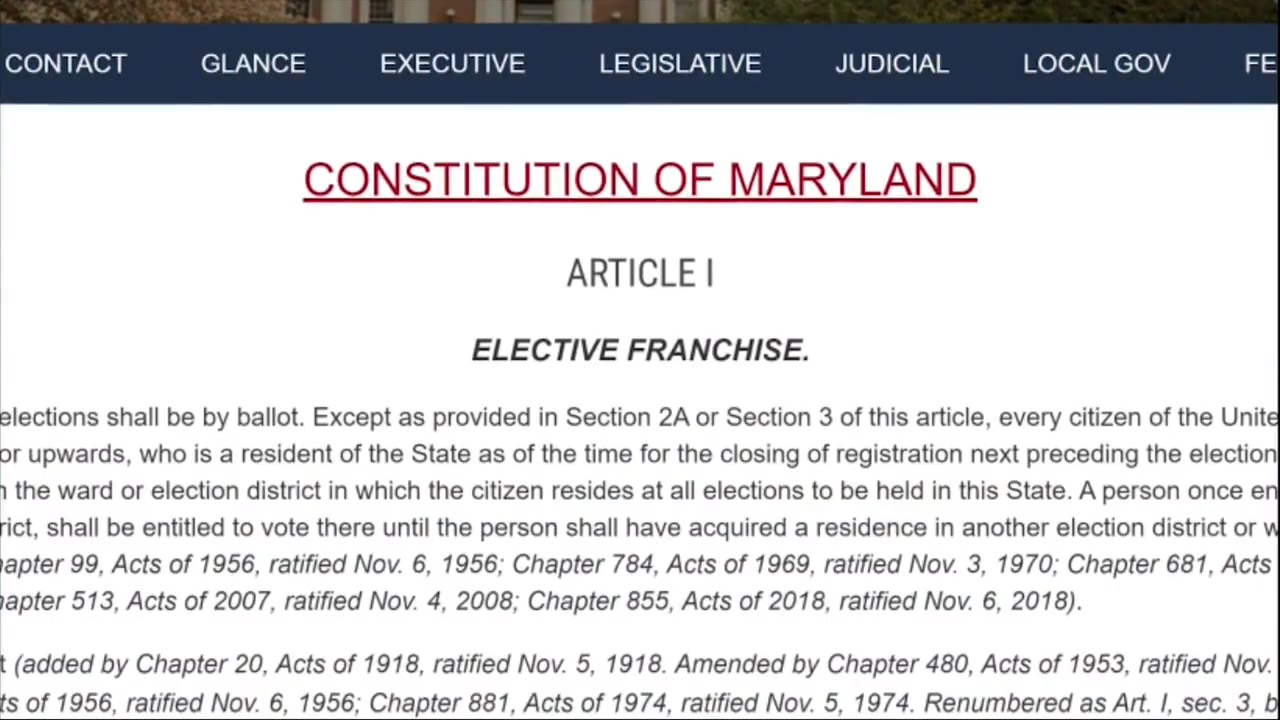 CONTACT GLANCE EXECUTIVE LEGISLATIVE JUDICIAL LOCAL GOV FE
CONSTITUTION OF MARYLAND
ARTICLE I
ELECTIVE FRANCHISE.
elections shall be by ballot. Except as provided in Section 2A or Section 3 of this article, every citizen of the Unite
or upwards, who is a resident of the State as of the time for the closing of registration next preceding the election
the ward or election district in which the citizen resides at all elections to be held in this State. A person once en
rict, shall be entitled to vote there until the person shall have acquired a residence in another election district or w
apter 99, Acts of 1956, ratified Nov. 6, 1956; Chapter 784, Acts of 1969, ratified Nov. 3, 1970; Chapter 681, Acts
apter 513, Acts of 2007, ratified Nov. 4, 2008; Chapter 855, Acts of 2018, ratified Nov. 6, 2018).
t (added by Chapter 20, Acts of 1918, ratified Nov. 5, 1918. Amended by Chapter 480, Acts of 1953, ratified Nov.
ts of 1956, ratified Nov. 6, 1956; Chapter 881, Acts of 1974, ratified Nov. 5, 1974. Renumbered as Art. I, sec. 3, b